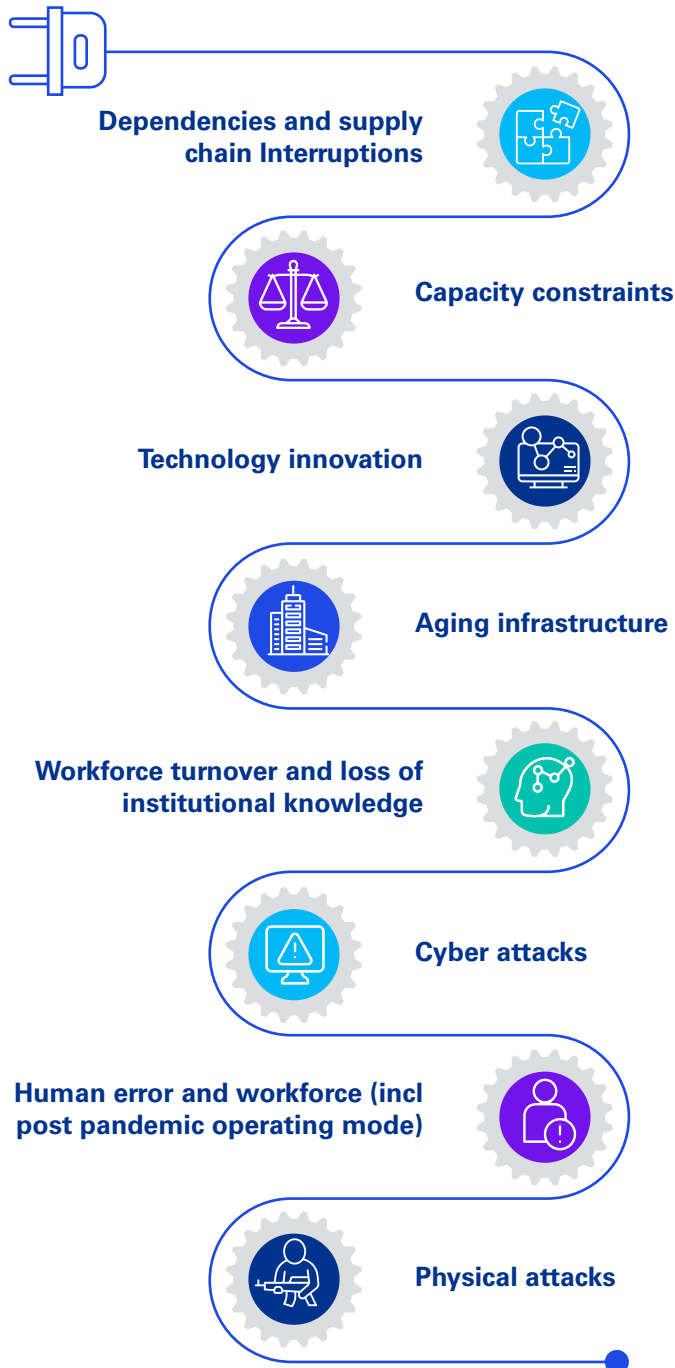 Dependencies and supply
chain Interruptions
Capacity constraints
Technology innovation
Aging infrastructure
Workforce turnover and loss of
institutional knowledge
Cyber attacks
Human error and workforce (incl
post pandemic operating mode)
Physical attacks